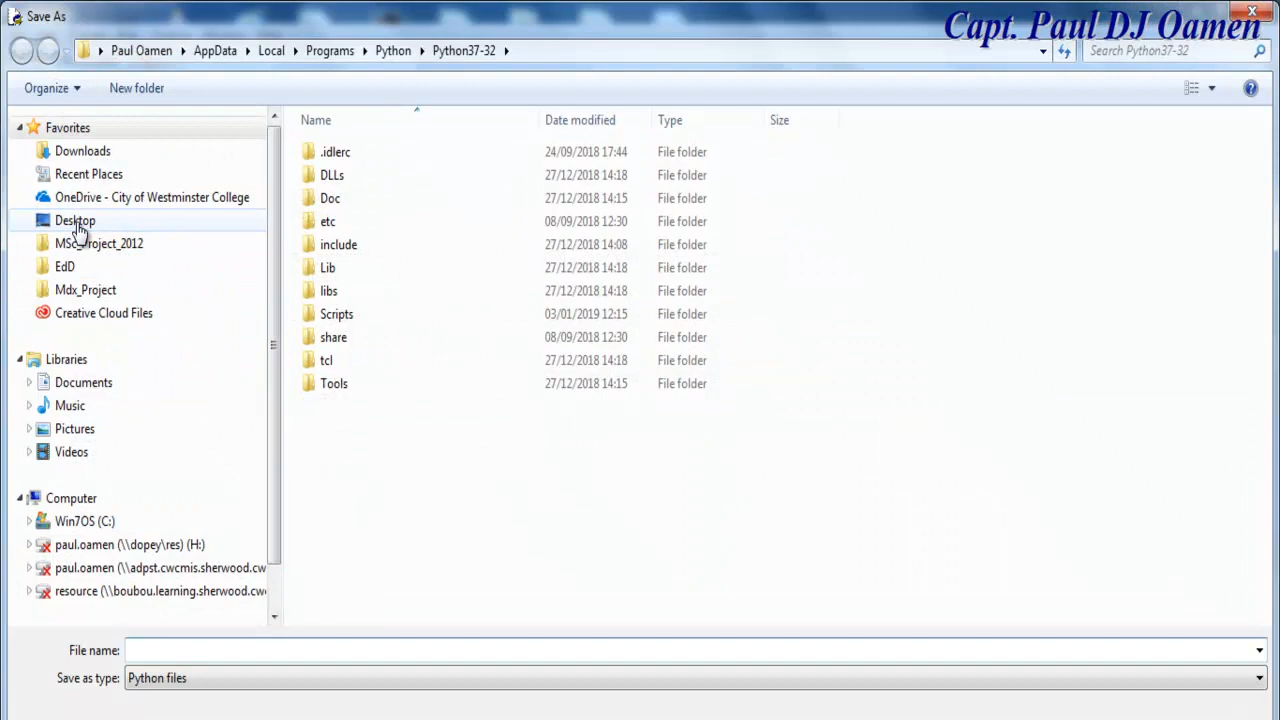 Save As
Capt. Paul DJ Oamen
Paul Oamen AppData Local Programs Python Python37-32 Search Python37-32
Organize New folder
Favorites
Downloads
Recent Places
OneDrive - City of Westminster College
Desktop
MSc_Project_2012
EdD
Mdx_Project
Creative Cloud Files
Libraries
Documents
Music
Pictures
Videos
Computer
Win7OS (C:)
paul.oamen (\\dopey\res) (H:)
paul.oamen (\\adpst.cwcmis.sherwood.cw
resource (\\boubou.learning.sherwood.cw
Name Date modified Type Size
.idlerc 24/09/2018 17:44 File folder
DLLs 27/12/2018 14:18 File folder
Doc 27/12/2018 14:15 File folder
etc 08/09/2018 12:30 File folder
include 27/12/2018 14:08 File folder
Lib 27/12/2018 14:18 File folder
libs 27/12/2018 14:18 File folder
Scripts 03/01/2019 12:15 File folder
share 08/09/2018 12:30 File folder
tcl 27/12/2018 14:18 File folder
Tools 27/12/2018 14:15 File folder
File name:
Save as type: Python files